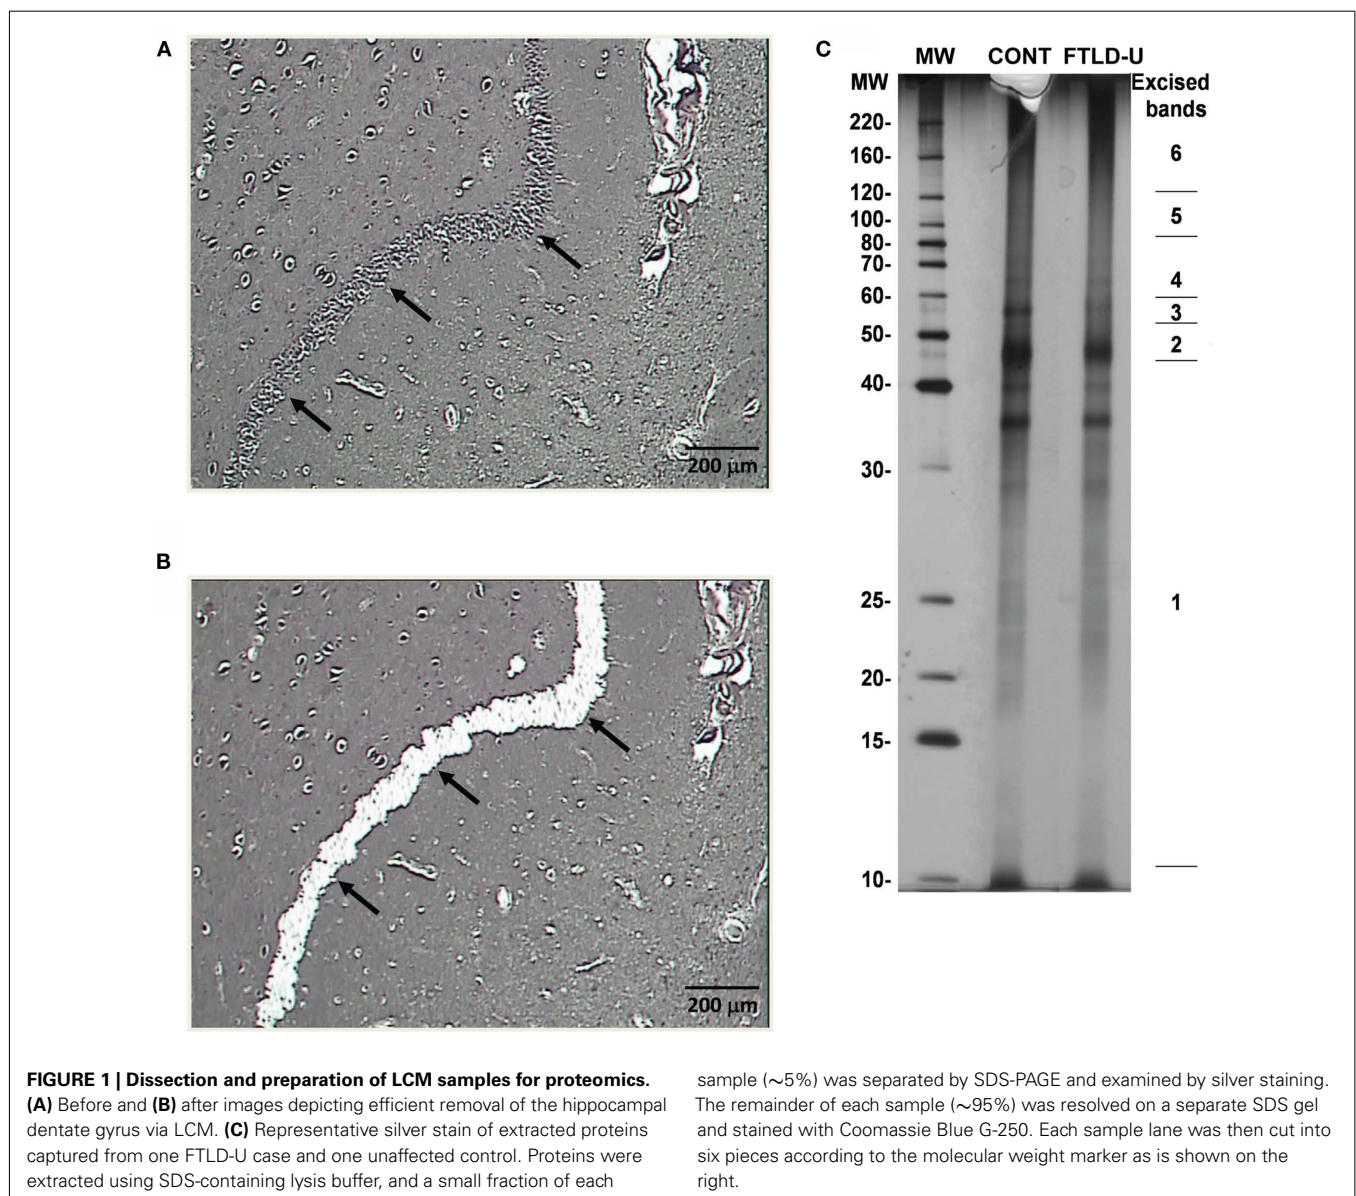 A
200 μm
B
200 μm
C
MW CONT FTLD-U
MW
Excised
bands
220-
160-
120-
100-
80-
70-
60-
50-
40-
30-
25-
20-
15-
10-
6
5
4
3
2
1
FIGURE 1 | Dissection and preparation of LCM samples for proteomics.
(A) Before and (B) after images depicting efficient removal of the hippocampal
dentate gyrus via LCM. (C) Representative silver stain of extracted proteins
captured from one FTLD-U case and one unaffected control. Proteins were
extracted using SDS-containing lysis buffer, and a small fraction of each
sample (∼5%) was separated by SDS-PAGE and examined by silver staining.
The remainder of each sample (∼95%) was resolved on a separate SDS gel
and stained with Coomassie Blue G-250. Each sample lane was then cut into
six pieces according to the molecular weight marker as is shown on the
right.